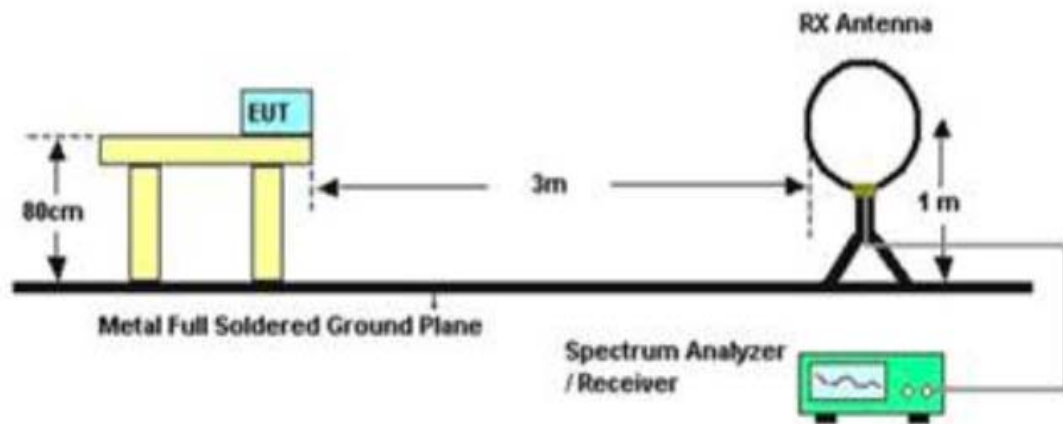 RX Antenna
EUT
3m
80cm
1 m
Metal Full Soldered Ground Plane
Spectrum Analyzer
/ Receiver